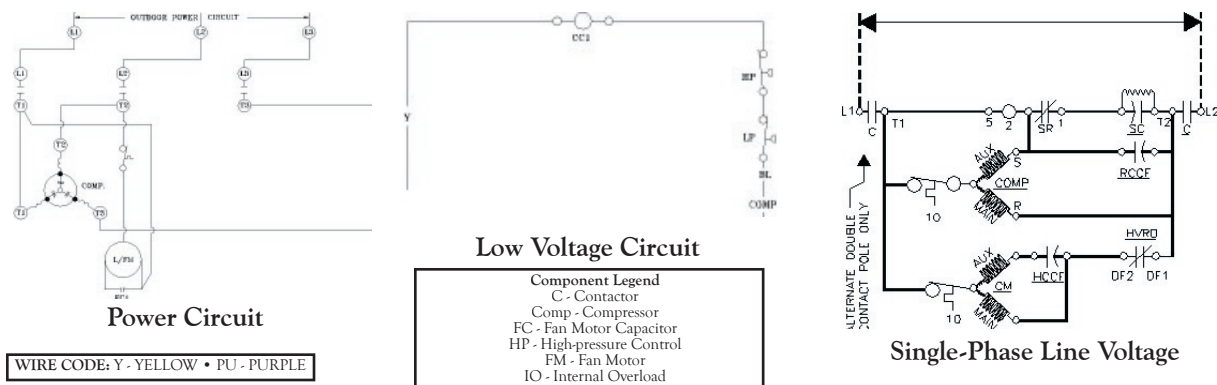 OUTDOOR POWER CIRCUIT
L1
L2
L3
L1
L2
L3
T1
T2
T3
T2
COMP.
T1
T3
L/FM
Power Circuit
WIRE CODE: Y - YELLOW • PU - PURPLE
CC1
Y
HP
LP
BL
COMP
Low Voltage Circuit
Component Legend
C - Contactor
Comp - Compressor
FC - Fan Motor Capacitor
HP - High-pressure Control
FM - Fan Motor
IO - Internal Overload
L1
C
T1
5
2
SR
1
SC
T2
C
L2
AUX
S
RCCF
COMP
IO
MAIN
R
HVRD
AUX
HCCF
DF2
DF1
CM
IO
MAIN
ALTERNATE DOUBLE
CONTACT POLE ONLY
Single-Phase Line Voltage